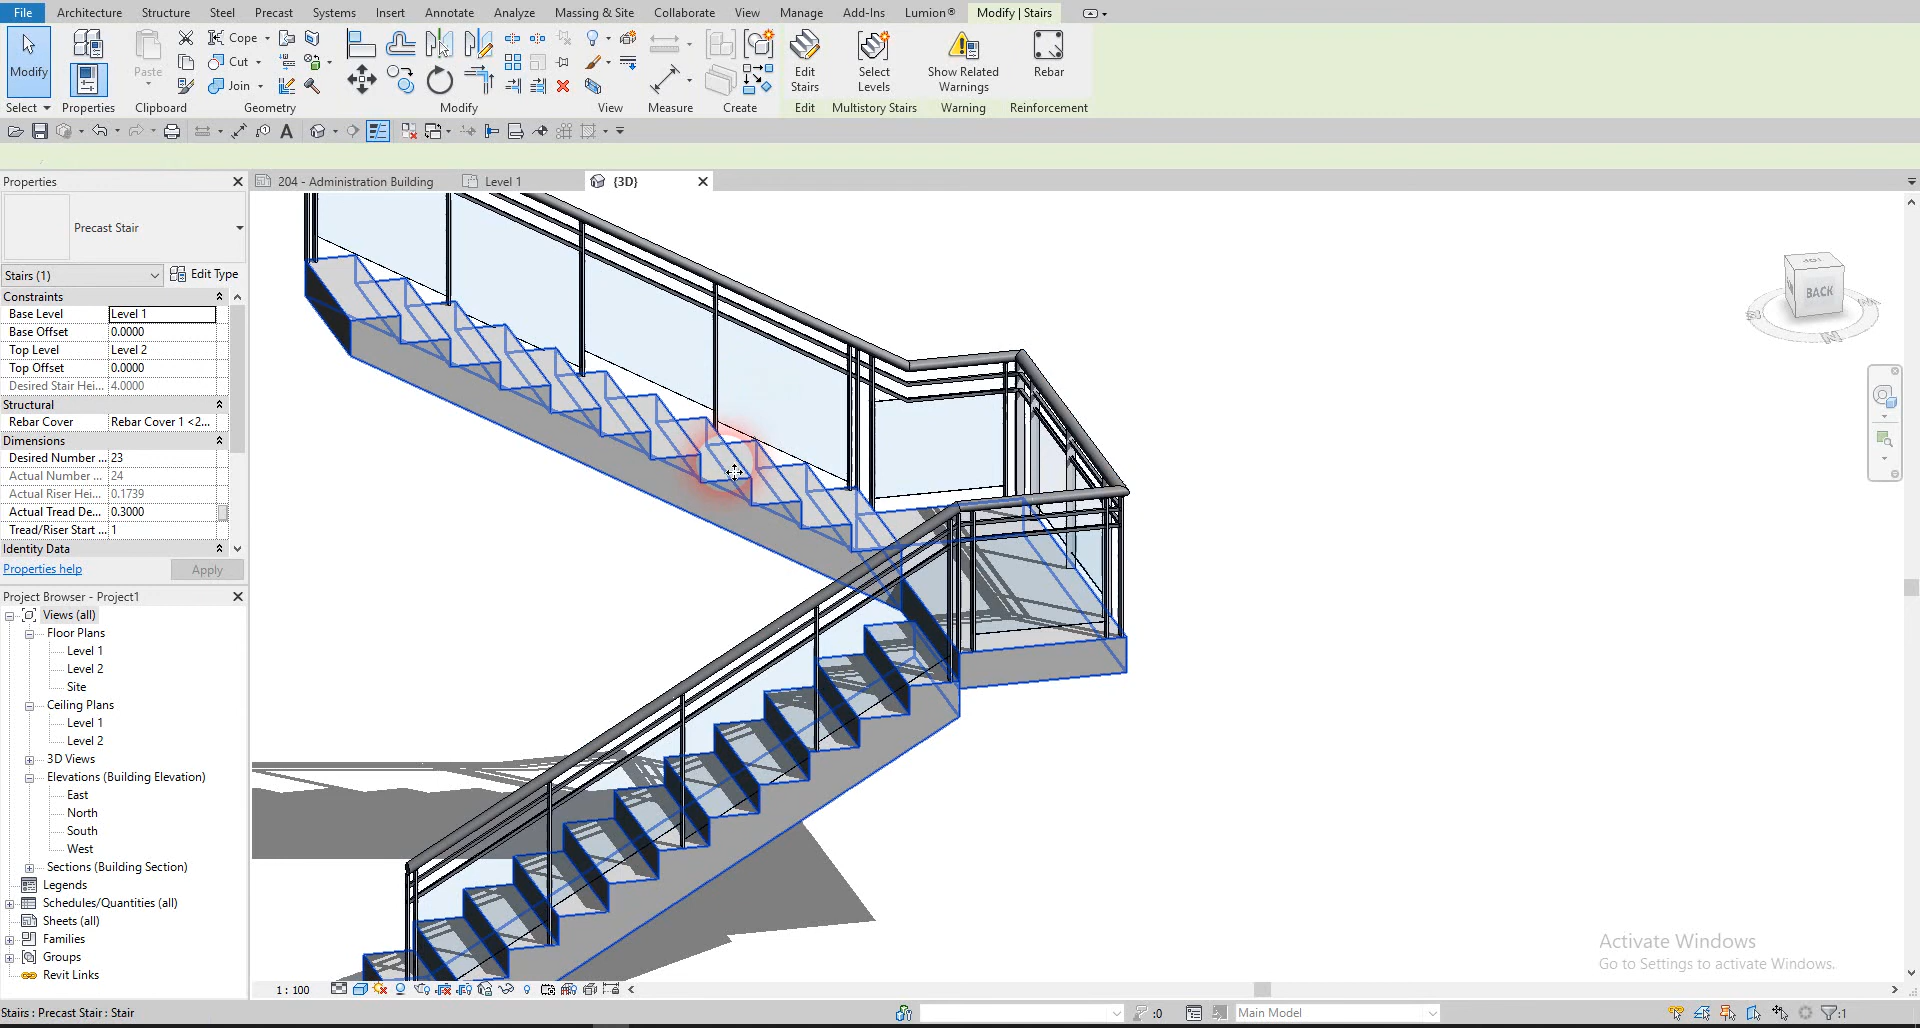 File Architecture Structure Steel Precast Systems Insert Annotate Analyze Massing & Site Collaborate View Manage Add-Ins Lumion® Modify | Stairs
Modify Paste Cope Cut Join Edit Stairs Select Levels Show Related Warnings Rebar
Select Properties Clipboard Geometry Modify View Measure Create Edit Multistory Stairs Warning Reinforcement
Properties
204 - Administration Building Level 1 {3D}
Precast Stair
Stairs (1) Edit Type
Constraints
Base Level Level 1
Base Offset 0.0000
Top Level Level 2
Top Offset 0.0000
Desired Stair Hei... 4.0000
Structural
Rebar Cover Rebar Cover 1 <2...
Dimensions
Desired Number ... 23
Actual Number ... 24
Actual Riser Hei... 0.1739
Actual Tread De... 0.3000
Tread/Riser Start ... 1
Identity Data
Properties help Apply
Project Browser - Project1
Views (all)
Floor Plans
Level 1
Level 2
Site
Ceiling Plans
Level 1
Level 2
3D Views
Elevations (Building Elevation)
East
North
South
West
Sections (Building Section)
Legends
Schedules/Quantities (all)
Sheets (all)
Families
Groups
Revit Links
BACK
Activate Windows
Go to Settings to activate Windows.
1 : 100
Stairs : Precast Stair : Stair :0 Main Model :1